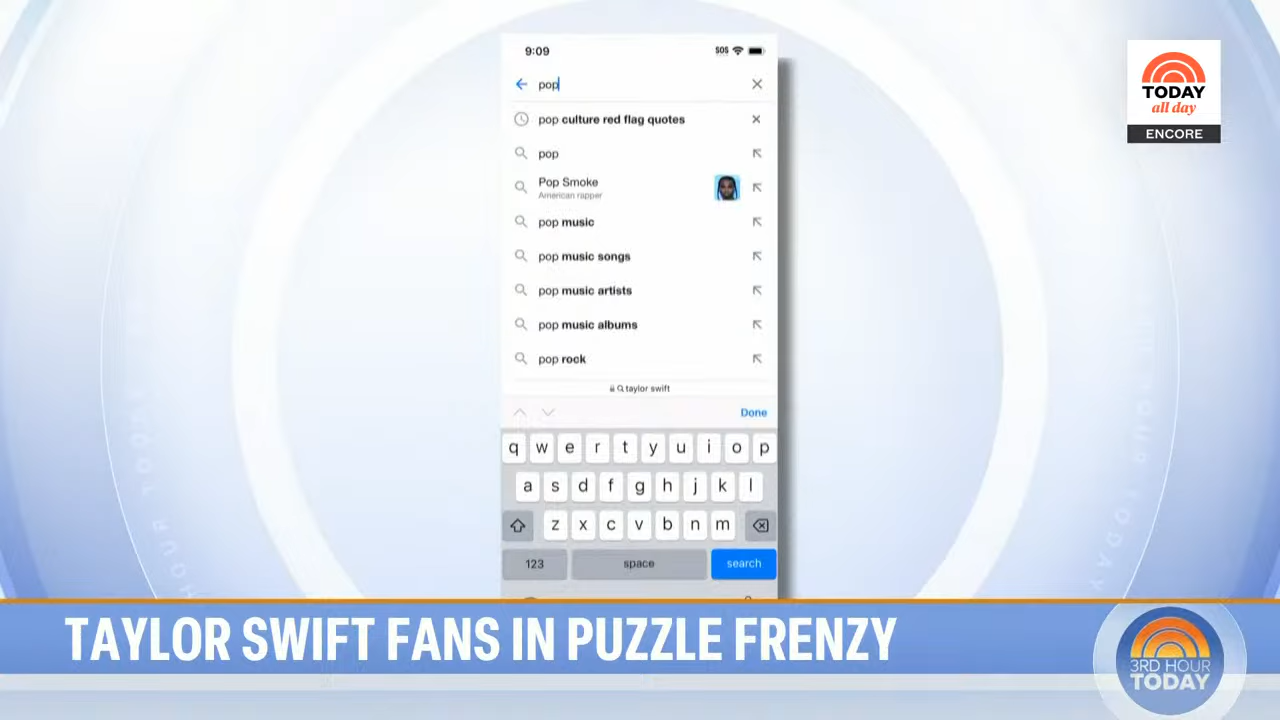 9:09
SOS
pop
pop culture red flag quotes
pop
Pop Smoke
American rapper
pop music
pop music songs
pop music artists
pop music albums
pop rock
taylor swift
Done
q w e r t y u i o p
a s d f g h j k l
z x c v b n m
123 space search
TODAY
all day
ENCORE
TAYLOR SWIFT FANS IN PUZZLE FRENZY
3RD HOUR
TODAY